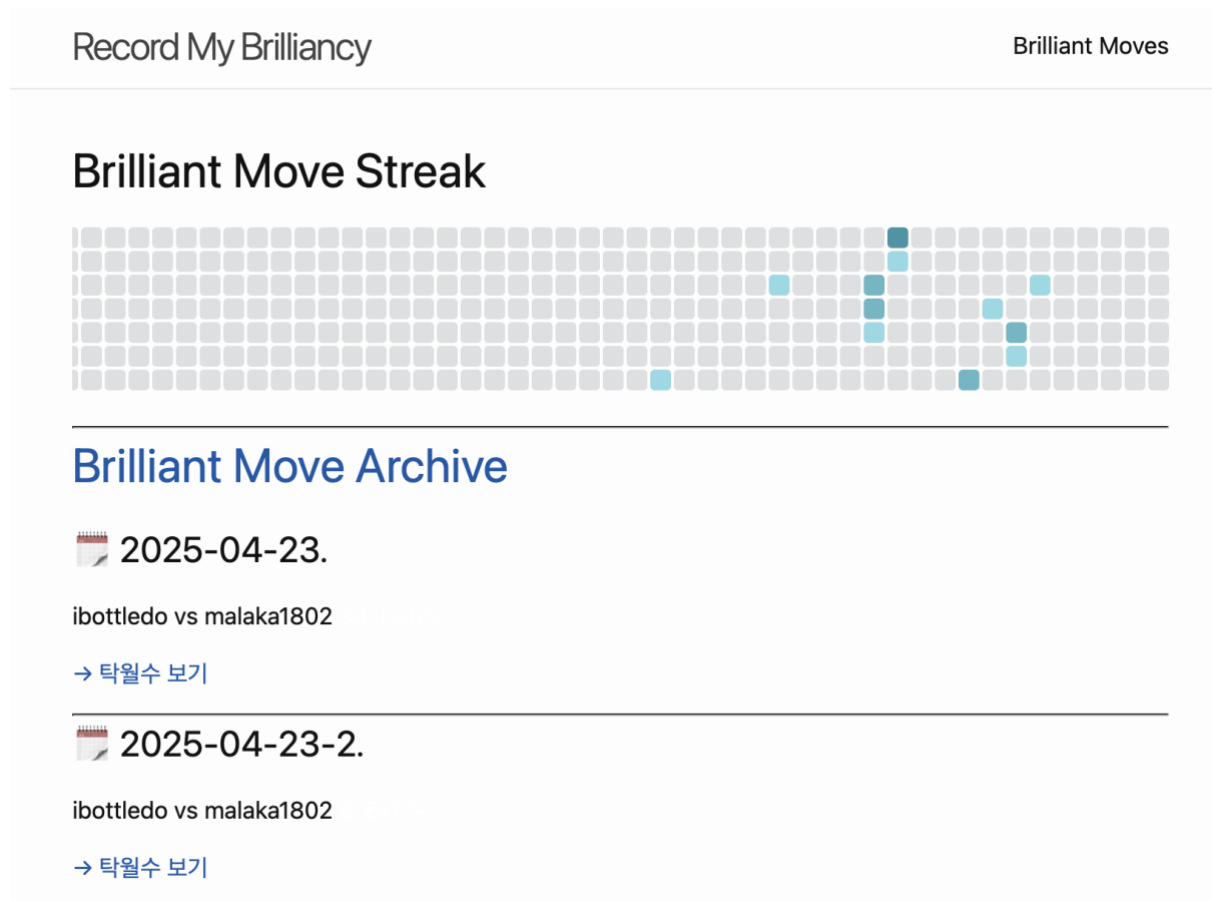 Record My Brilliancy
Brilliant Moves
Brilliant Move Streak
Brilliant Move Archive
2025-04-23.
ibottledo vs malaka1802
→ 탁월수 보기
2025-04-23-2.
ibottledo vs malaka1802
→ 탁월수 보기